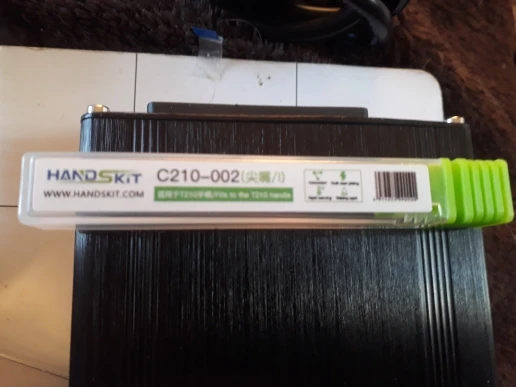 HANDSKIT
WWW.HANDSKIT.COM
C210-002(尖嘴/I)
适用于T210手柄/Fits to the T210 handle